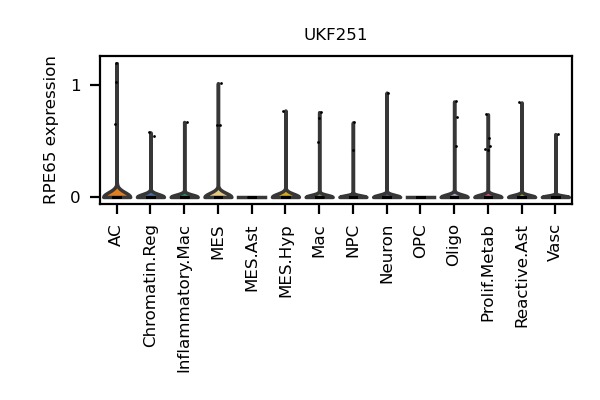 UKF251
RPE65 expression
1
0
AC
Chromatin.Reg
Inflammatory.Mac
MES
MES.Ast
MES.Hyp
Mac
NPC
Neuron
OPC
Oligo
Prolif.Metab
Reactive.Ast
Vasc